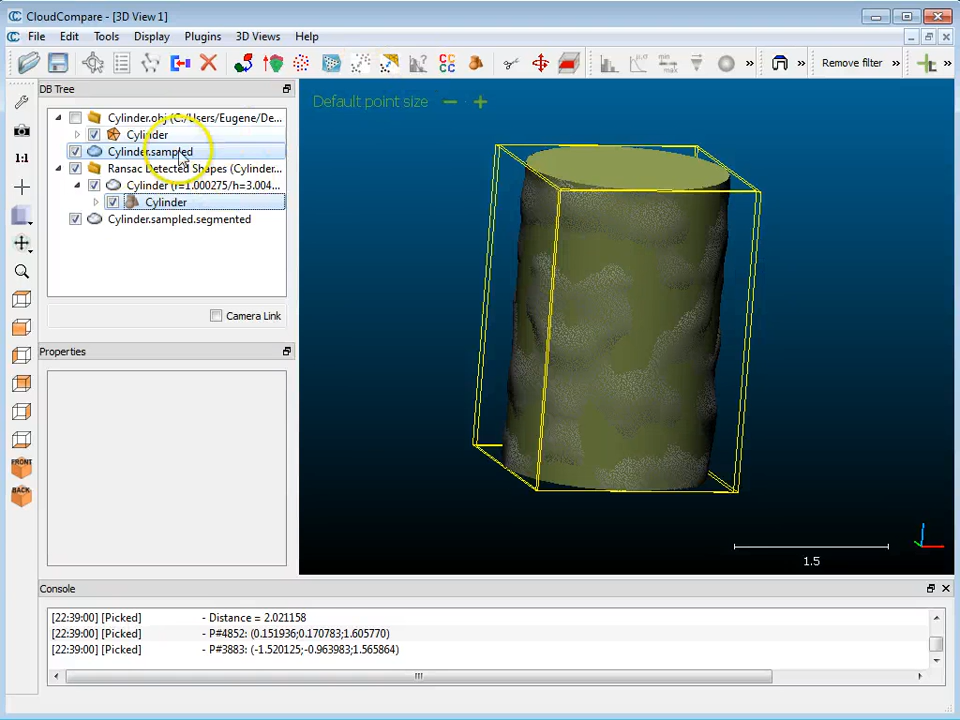 CloudCompare - [3D View 1]
File Edit Tools Display Plugins 3D Views Help
» » Remove filter » »
DB Tree
Default point size
Cylinder.obj (C:/Users/Eugene/De...
Cylinder
Cylinder.sampled
Ransac Detected Shapes (Cylinder...
Cylinder (r=1.000275/h=3.004...
Cylinder
Cylinder.sampled.segmented
1:1
Camera Link
Properties
FRONT
BACK
1.5
Console
[22:39:00] [Picked] - Distance = 2.021158
[22:39:00] [Picked] - P#4852: (0.151936;0.170783;1.605770)
[22:39:00] [Picked] - P#3883: (-1.520125;-0.963983;1.565864)